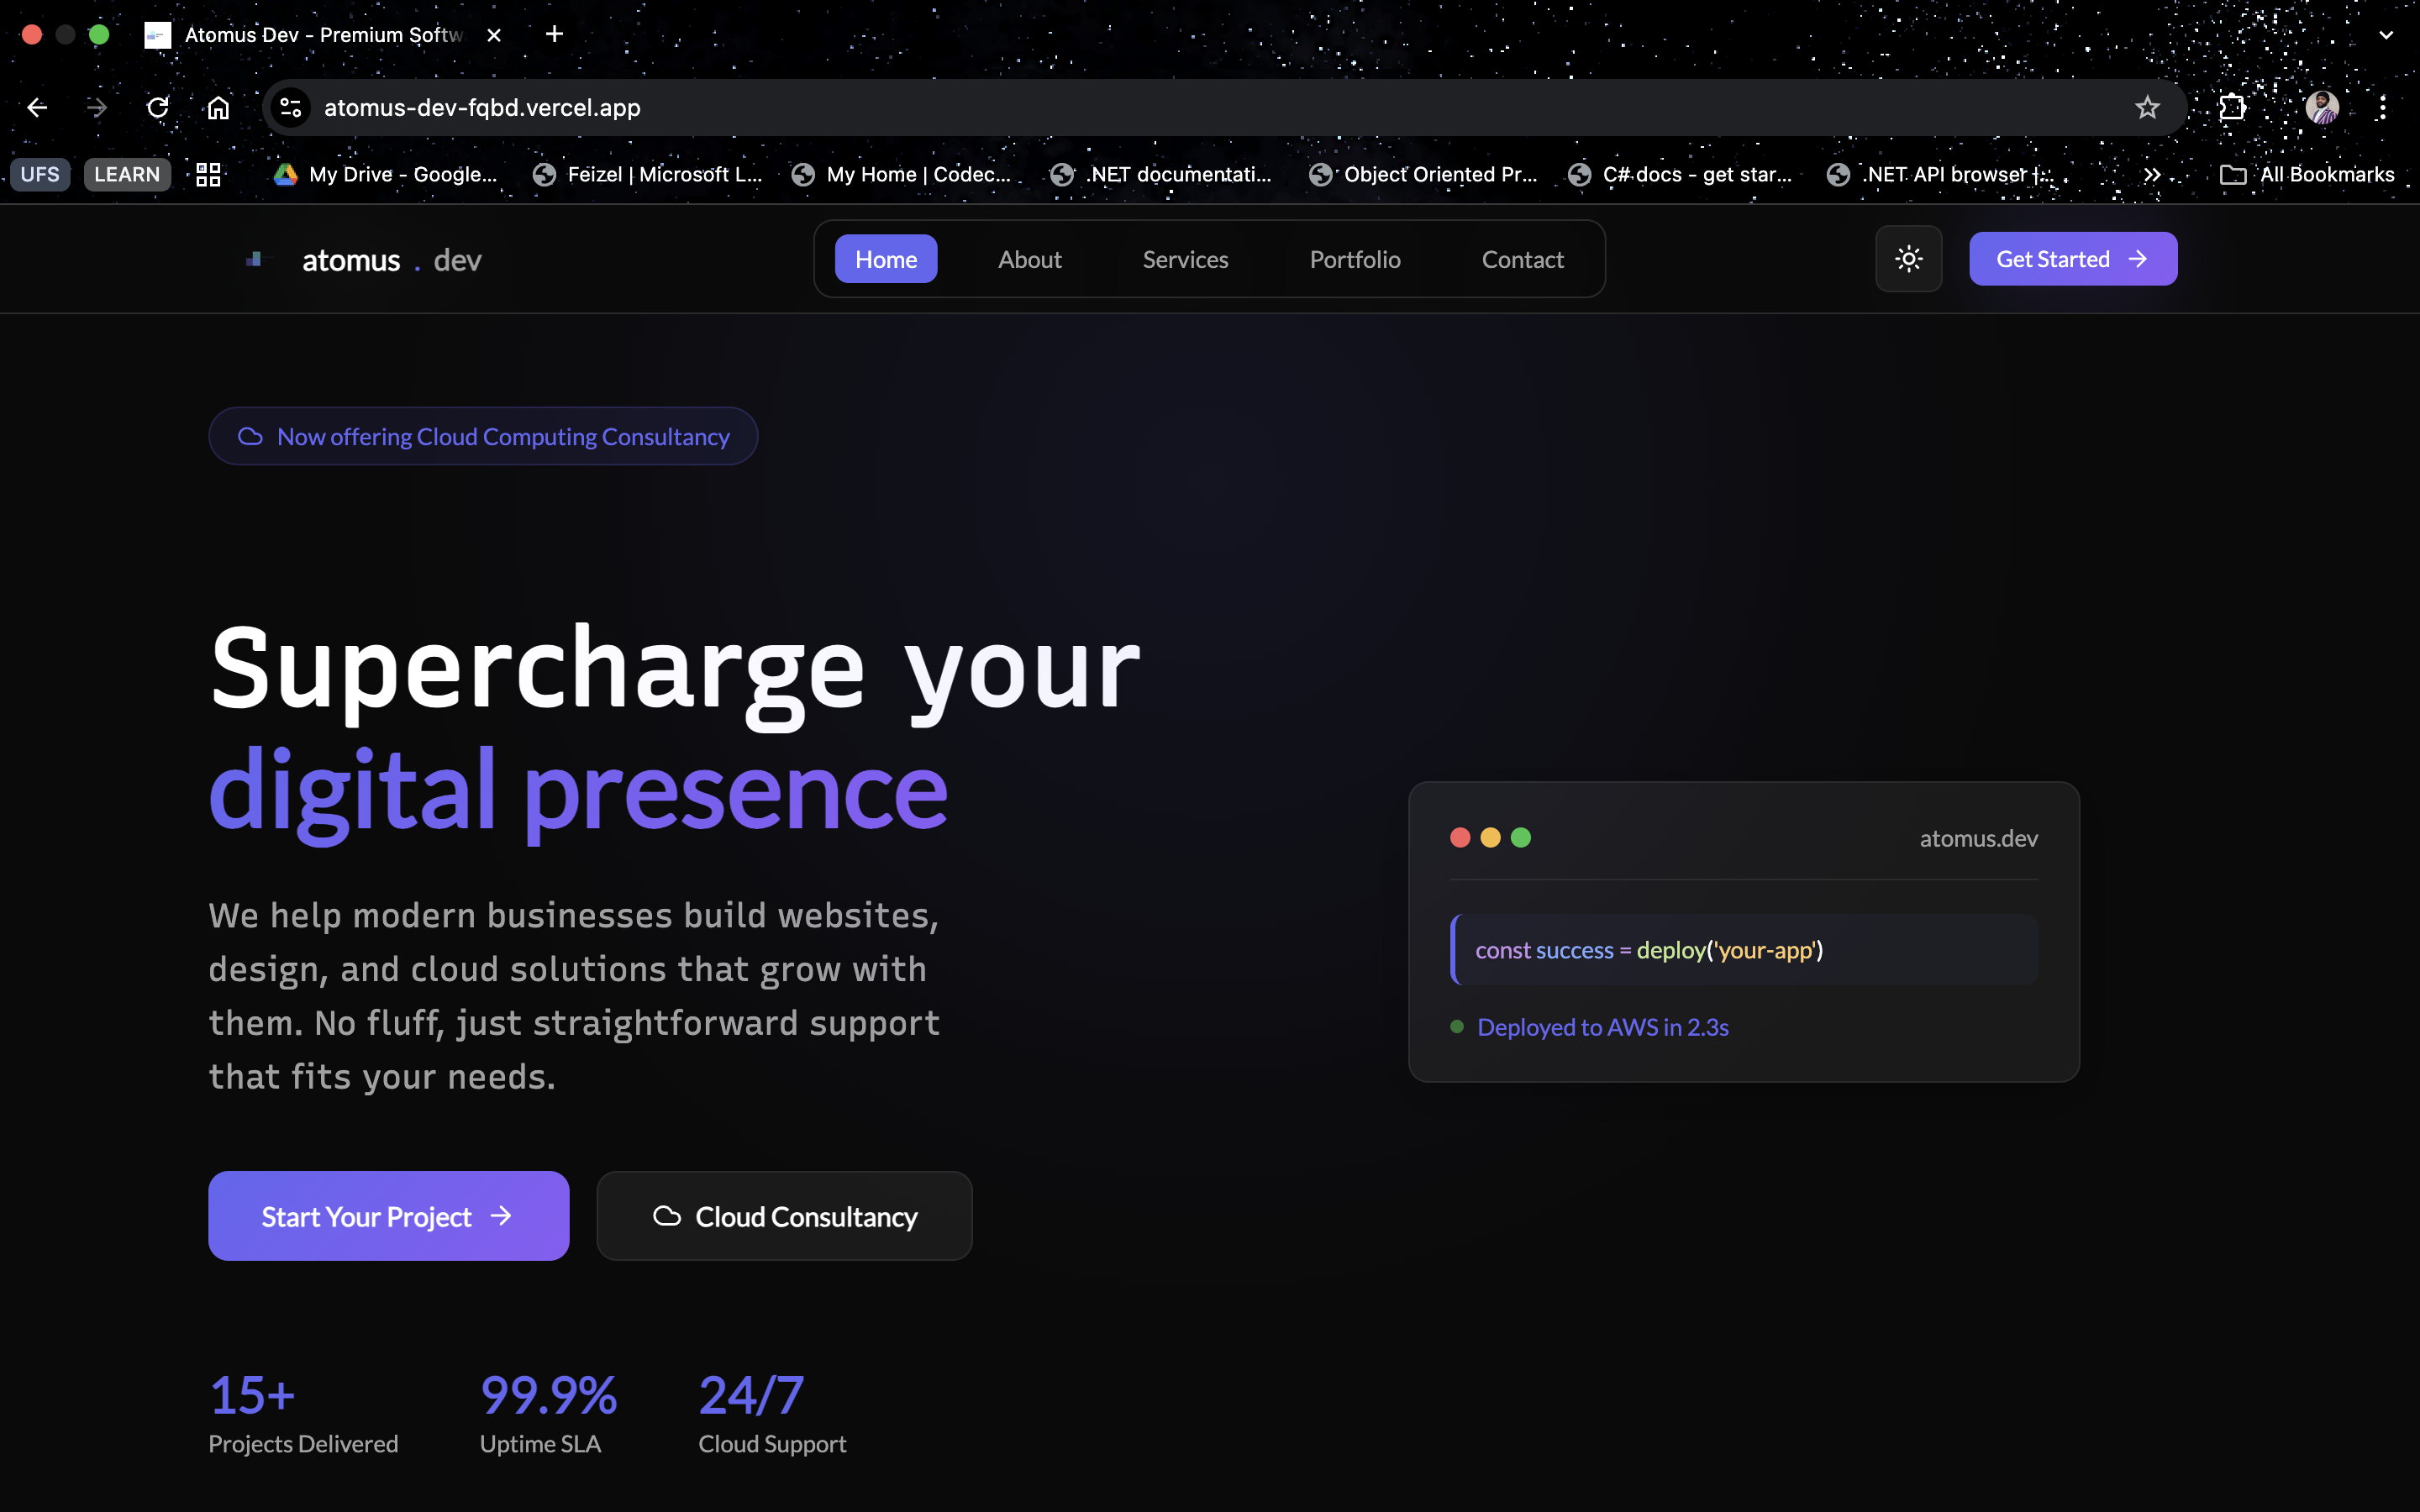 Atomus Dev - Premium Softw
atomus-dev-fqbd.vercel.app
UFS LEARN My Drive - Google... Feizel | Microsoft L... My Home | Codec... .NET documentati... Object Oriented Pr... C# docs - get star... .NET API browser |... All Bookmarks
atomus . dev Home About Services Portfolio Contact Get Started
Now offering Cloud Computing Consultancy
Supercharge your
digital presence
We help modern businesses build websites,
design, and cloud solutions that grow with
them. No fluff, just straightforward support
that fits your needs.
Start Your Project Cloud Consultancy
atomus.dev
const success = deploy('your-app')
Deployed to AWS in 2.3s
15+ 99.9% 24/7
Projects Delivered Uptime SLA Cloud Support